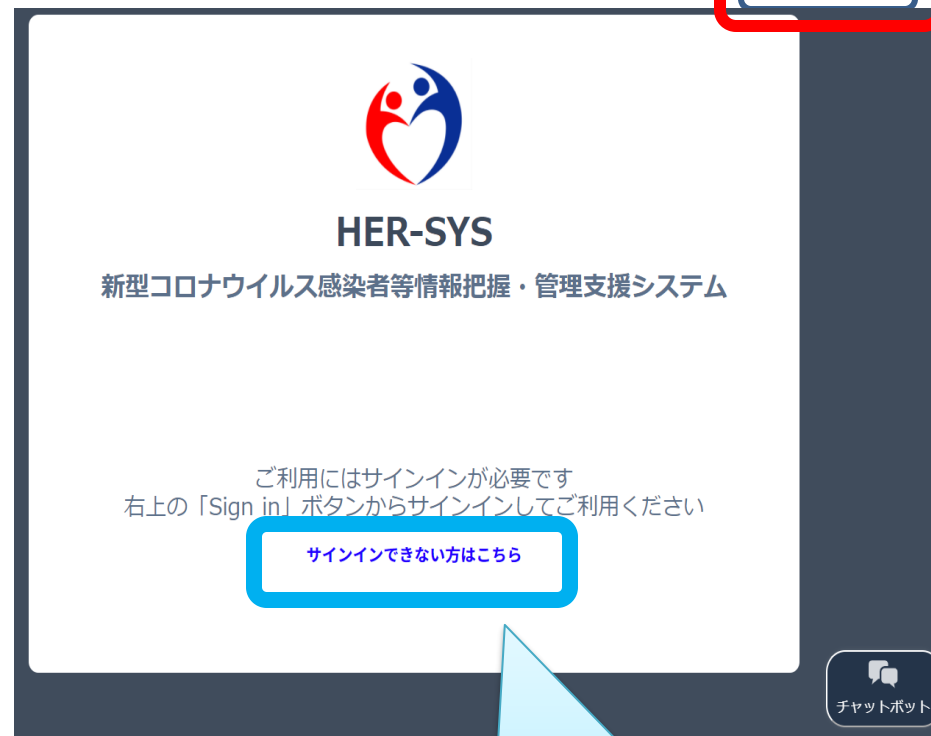 HER-SYS
新型コロナウイルス感染者等情報把握・管理支援システム
ご利用にはサインインが必要です
右上の「Sign in」ボタンからサインインしてご利用ください
サインインできない方はこちら
チャットボット